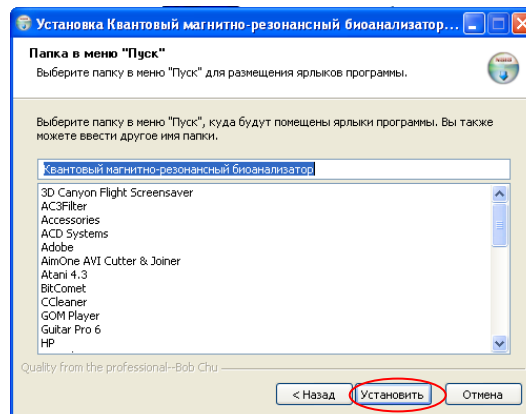 Установка Квантовый магнитно-резонансный биоанализатор...
Папка в меню "Пуск"
Выберите папку в меню "Пуск" для размещения ярлыков программы.
Выберите папку в меню "Пуск", куда будут помещены ярлыки программы. Вы также
можете ввести другое имя папки.
Квантовый магнитно-резонансный биоанализатор
3D Canyon Flight Screensaver
AC3Filter
Accessories
ACD Systems
Adobe
AimOne AVI Cutter & Joiner
Atani 4.3
BitComet
CCleaner
GOM Player
Guitar Pro 6
HP
Quality from the professional--Bob Chu
< Назад Установить Отмена